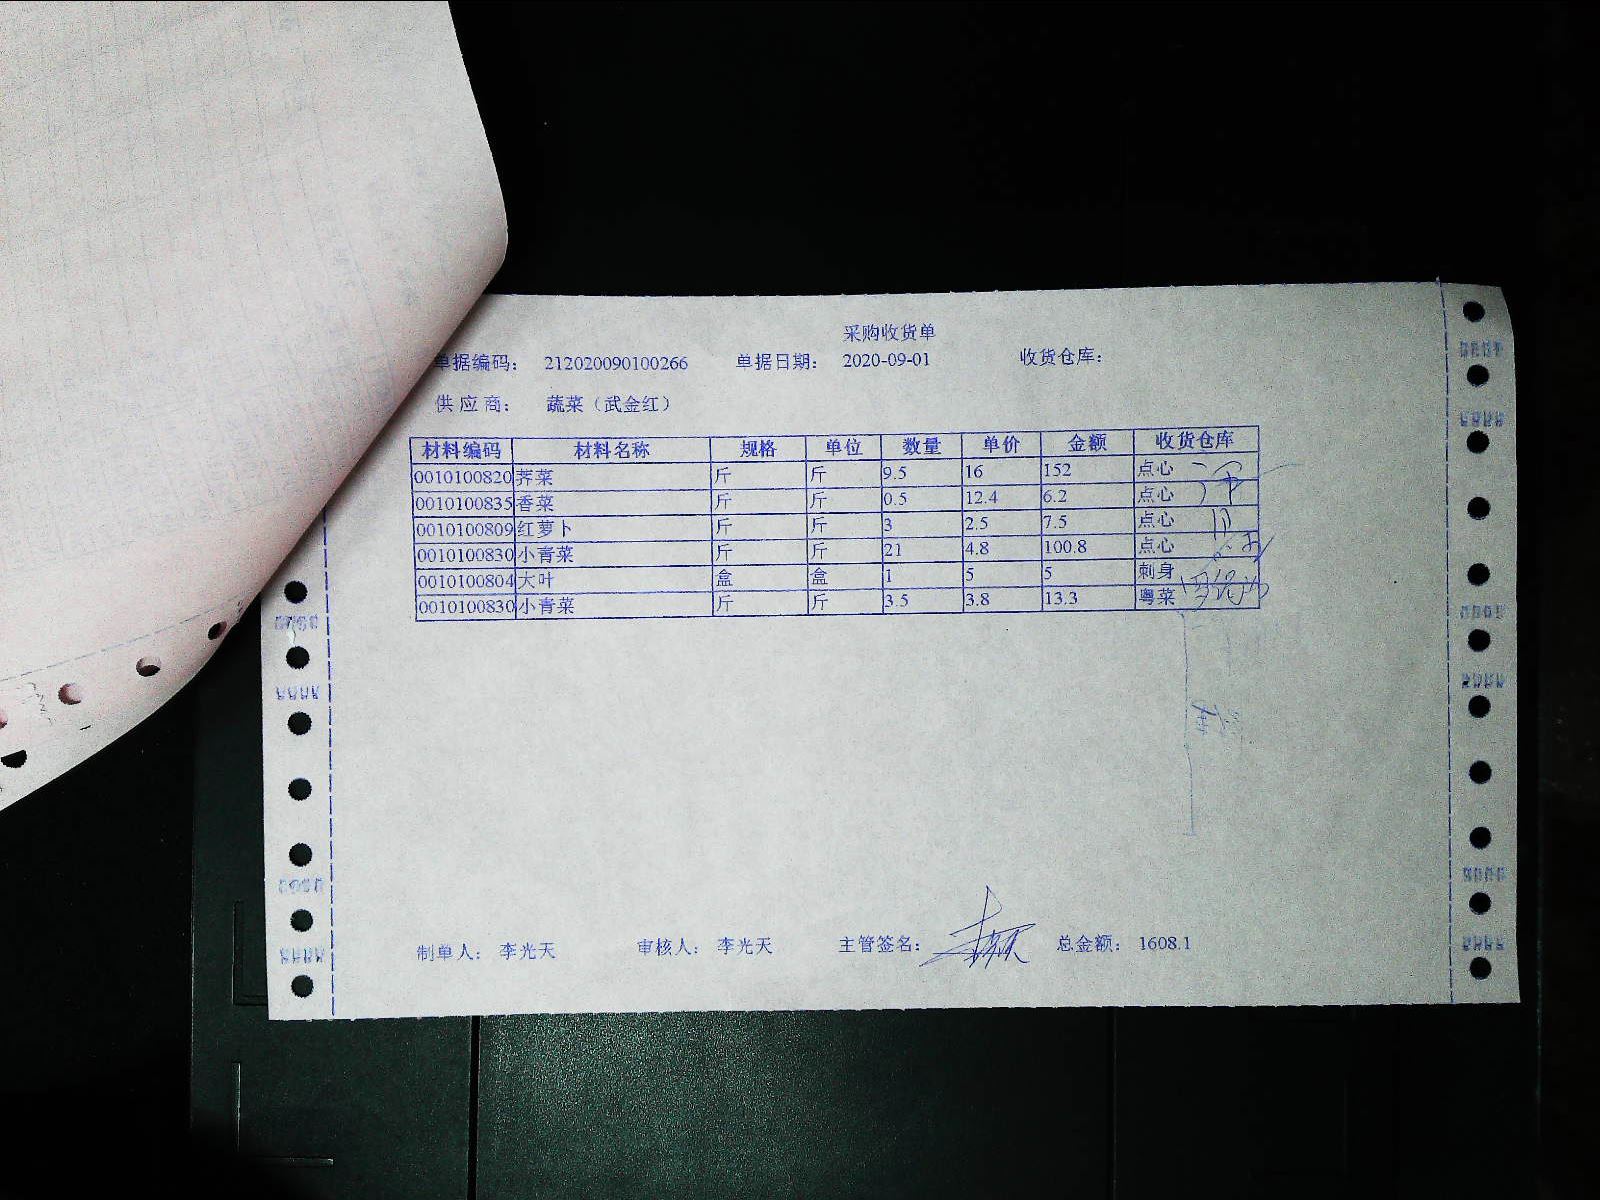 采购收货单
单据编码： 212020090100266 单据日期： 2020-09-01 收货仓库：
供 应 商： 蔬菜（武金红）
材料编码 材料名称 规格 单位 数量 单价 金额 收货仓库
0010100820 荠菜 斤 斤 9.5 16 152 点心
0010100835 香菜 斤 斤 0.5 12.4 6.2 点心
0010100809 红萝卜 斤 斤 3 2.5 7.5 点心
0010100830 小青菜 斤 斤 21 4.8 100.8 点心
0010100804 大叶 盒 盒 1 5 5 刺身
0010100830 小青菜 斤 斤 3.5 3.8 13.3 粤菜
制单人： 李光天 审核人： 李光天 主管签名： 总金额： 1608.1